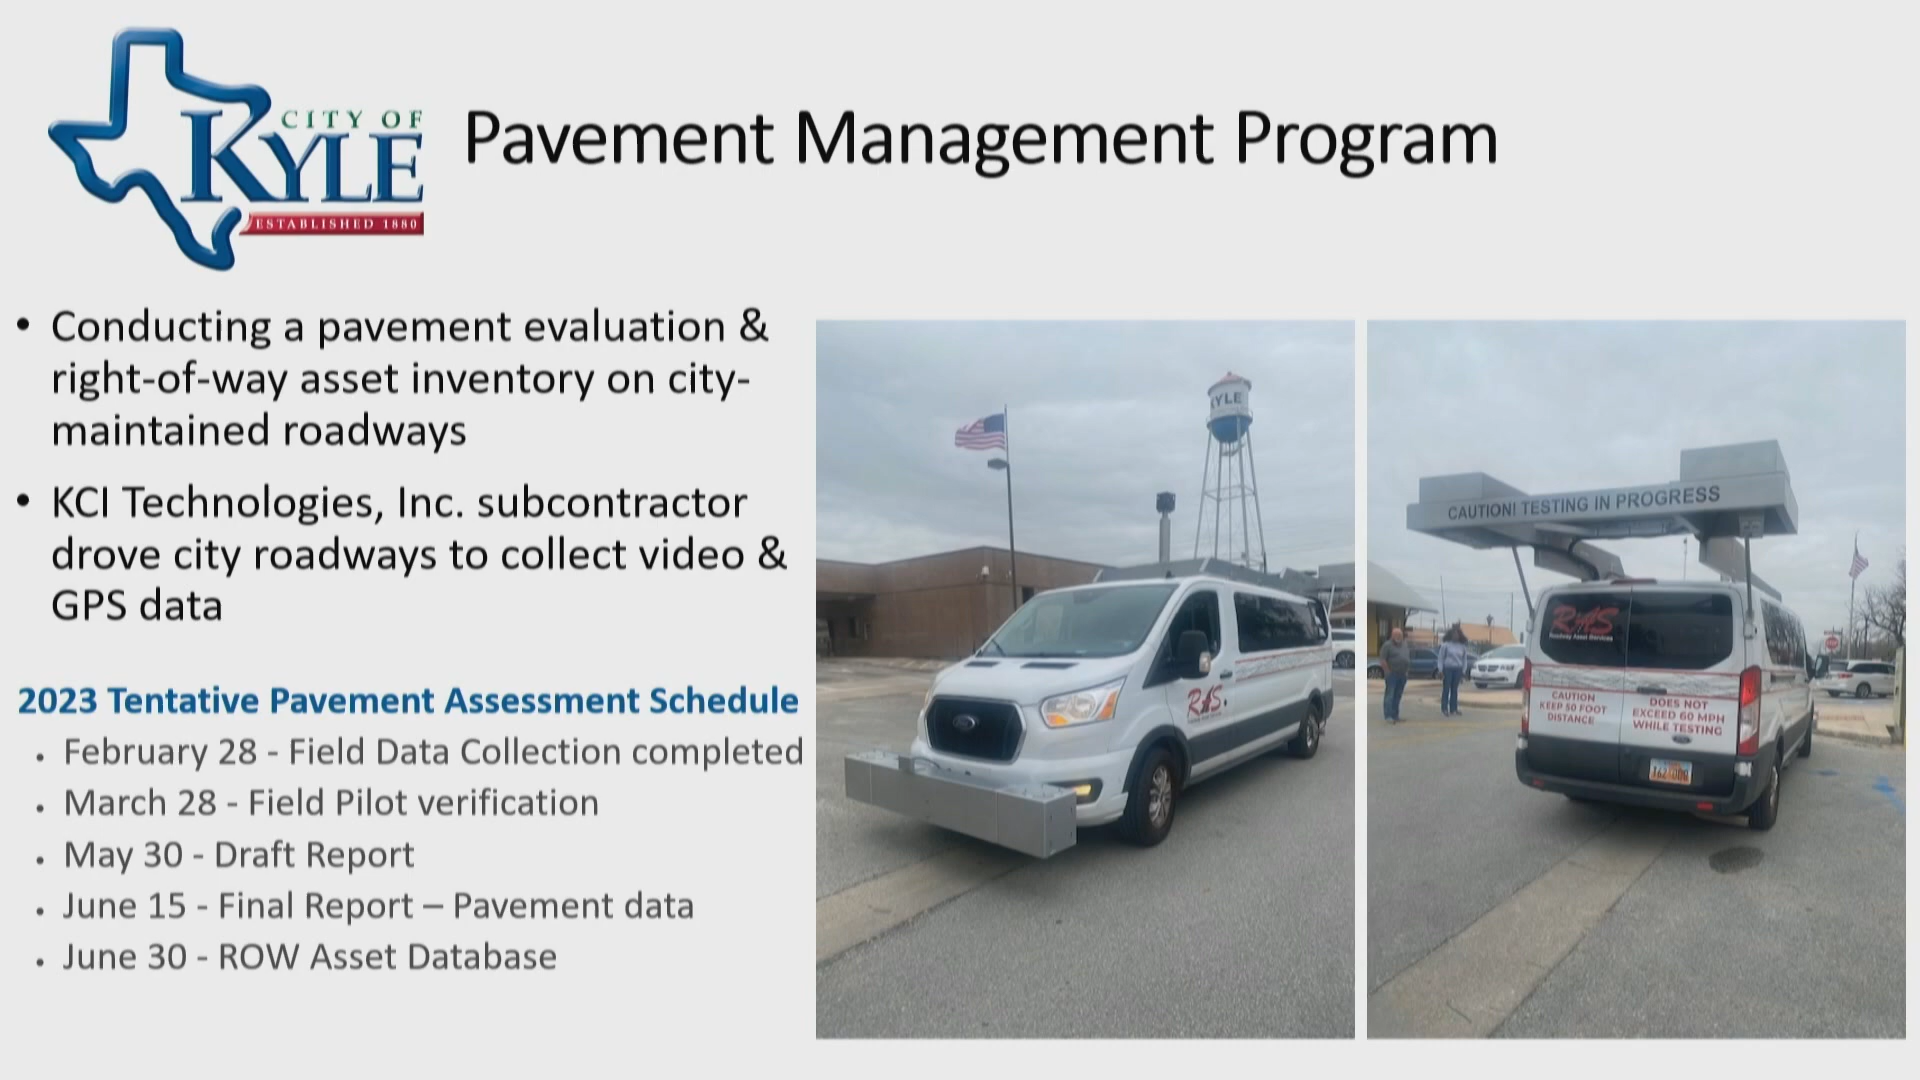 CITY OF
KYLE
ESTABLISHED 1880
Pavement Management Program
• Conducting a pavement evaluation &
right-of-way asset inventory on city-
maintained roadways
• KCI Technologies, Inc. subcontractor
drove city roadways to collect video &
GPS data
2023 Tentative Pavement Assessment Schedule
• February 28 - Field Data Collection completed
• March 28 - Field Pilot verification
• May 30 - Draft Report
• June 15 - Final Report – Pavement data
• June 30 - ROW Asset Database
KYLE
RAS
CAUTION! TESTING IN PROGRESS
RAS
Roadway Asset Services
CAUTION
KEEP 50 FOOT
DISTANCE
DOES NOT
EXCEED 60 MPH
WHILE TESTING